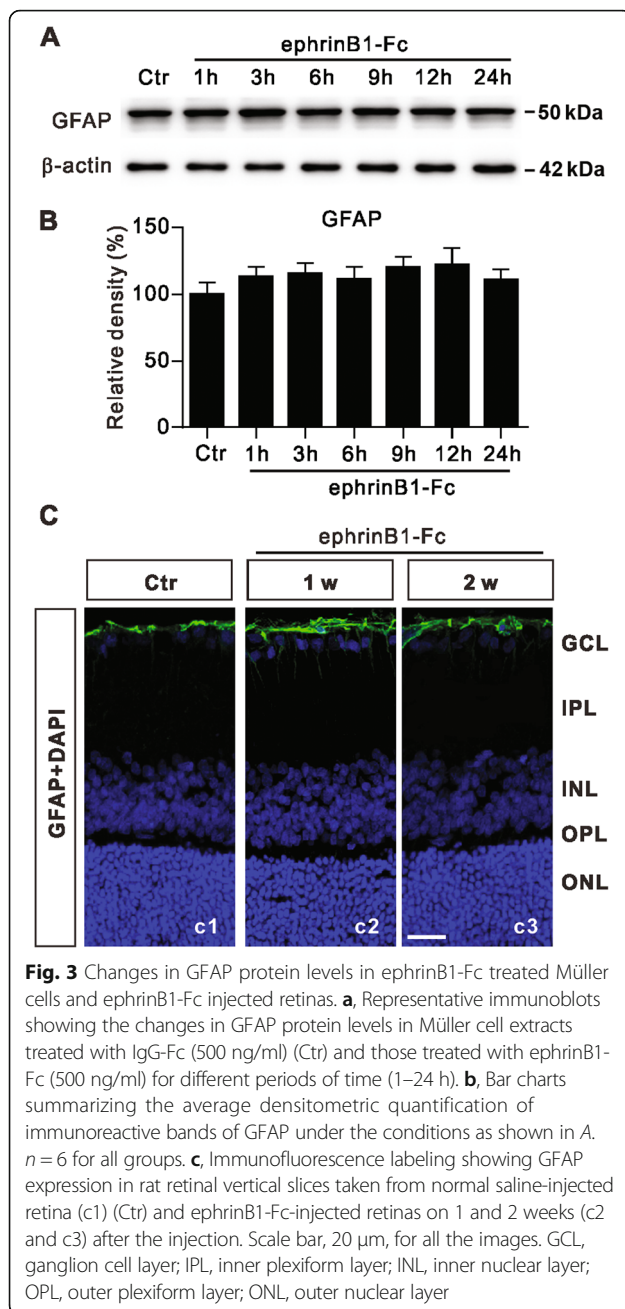 A
ephrinB1-Fc
Ctr 1h 3h 6h 9h 12h 24h
GFAP
50 kDa
β-actin
42 kDa
B
GFAP
Relative density (%)
150
100
50
0
Ctr 1h 3h 6h 9h 12h 24h
ephrinB1-Fc
C
ephrinB1-Fc
Ctr 1 w 2 w
GFAP+DAPI
GCL
IPL
INL
OPL
ONL
c1 c2 c3
Fig. 3 Changes in GFAP protein levels in ephrinB1-Fc treated Müller
cells and ephrinB1-Fc injected retinas. a, Representative immunoblots
showing the changes in GFAP protein levels in Müller cell extracts
treated with IgG-Fc (500 ng/ml) (Ctr) and those treated with ephrinB1-
Fc (500 ng/ml) for different periods of time (1–24 h). b, Bar charts
summarizing the average densitometric quantification of
immunoreactive bands of GFAP under the conditions as shown in A.
n = 6 for all groups. c, Immunofluorescence labeling showing GFAP
expression in rat retinal vertical slices taken from normal saline-injected
retina (c1) (Ctr) and ephrinB1-Fc-injected retinas on 1 and 2 weeks (c2
and c3) after the injection. Scale bar, 20 μm, for all the images. GCL,
ganglion cell layer; IPL, inner plexiform layer; INL, inner nuclear layer;
OPL, outer plexiform layer; ONL, outer nuclear layer